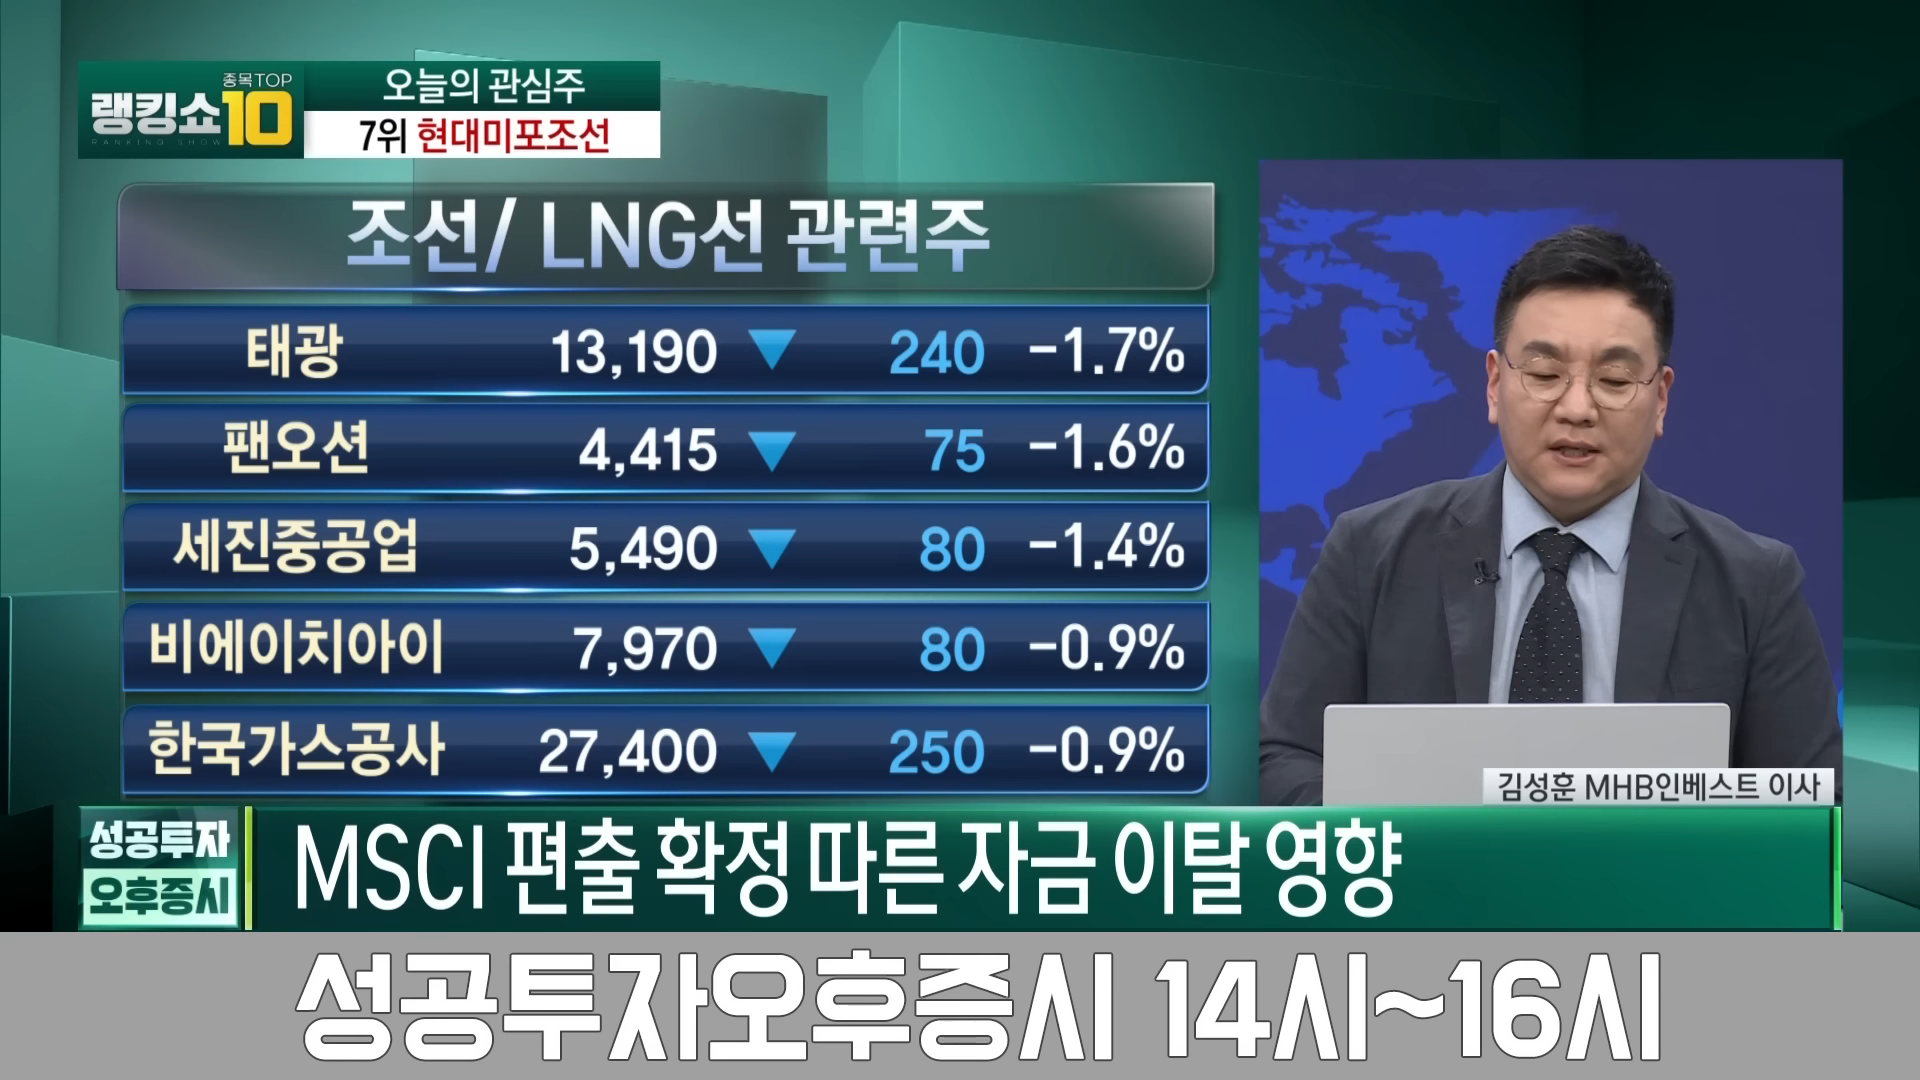 종목TOP
랭킹쇼10
RANKING SHOW
오늘의 관심주
7위 현대미포조선
조선/ LNG선 관련주
태광 13,190 ▼ 240 -1.7%
팬오션 4,415 ▼ 75 -1.6%
세진중공업 5,490 ▼ 80 -1.4%
비에이치아이 7,970 ▼ 80 -0.9%
한국가스공사 27,400 ▼ 250 -0.9%
김성훈 MHB인베스트 이사
성공투자
오후증시
MSCI 편출 확정 따른 자금 이탈 영향
성공투자오후증시 14시~16시